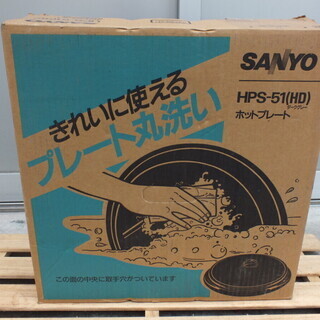 SANYO
きれいに使える
プレート丸洗い
HPS-51(HD)
ダークグレー
ホットプレート
この面の中央に取手穴がついています